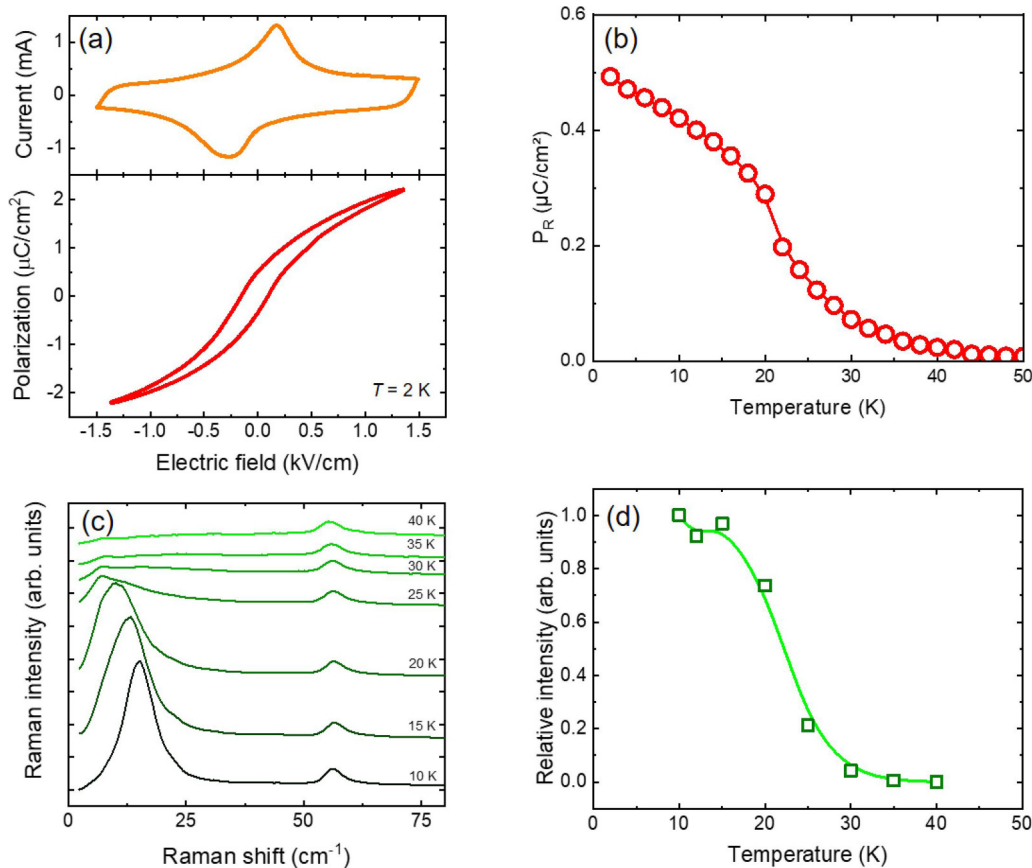 (a)
Current (mA)
1
0
-1
Polarization (μC/cm²)
2
1
0
-1
-2
T = 2 K
-1.5 -1.0 -0.5 0.0 0.5 1.0 1.5
Electric field (kV/cm)
(b)
P_R (μC/cm²)
0.6
0.4
0.2
0.0
0 10 20 30 40 50
Temperature (K)
(c)
Raman intensity (arb. units)
40 K
35 K
30 K
25 K
20 K
15 K
10 K
0 25 50 75
Raman shift (cm⁻¹)
(d)
Relative intensity (arb. units)
1.0
0.8
0.6
0.4
0.2
0.0
0 10 20 30 40 50
Temperature (K)